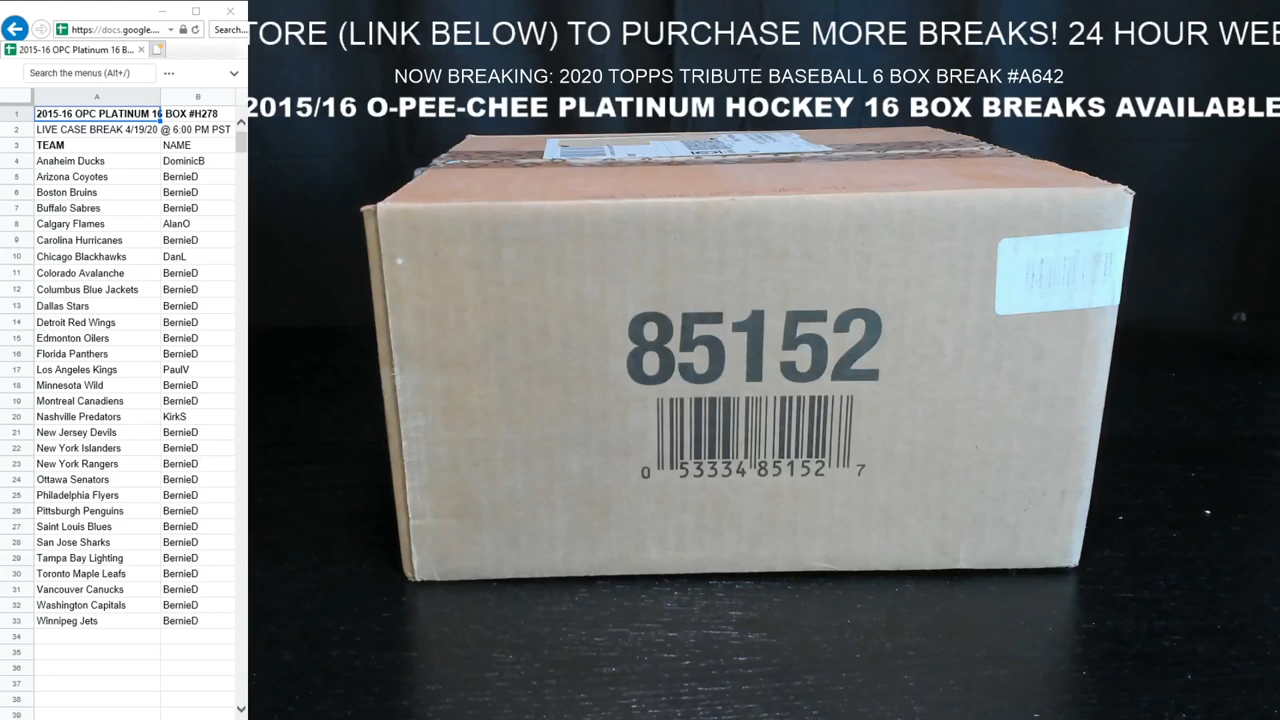 https://docs.google....
Search...
2015-16 OPC Platinum 16 B...
Search the menus (Alt+/)
A B
1 2015-16 OPC PLATINUM 16 BOX #H278
2 LIVE CASE BREAK 4/19/20 @ 6:00 PM PST
3 TEAM NAME
4 Anaheim Ducks DominicB
5 Arizona Coyotes BernieD
6 Boston Bruins BernieD
7 Buffalo Sabres BernieD
8 Calgary Flames AlanO
9 Carolina Hurricanes BernieD
10 Chicago Blackhawks DanL
11 Colorado Avalanche BernieD
12 Columbus Blue Jackets BernieD
13 Dallas Stars BernieD
14 Detroit Red Wings BernieD
15 Edmonton Oilers BernieD
16 Florida Panthers BernieD
17 Los Angeles Kings PaulV
18 Minnesota Wild BernieD
19 Montreal Canadiens BernieD
20 Nashville Predators KirkS
21 New Jersey Devils BernieD
22 New York Islanders BernieD
23 New York Rangers BernieD
24 Ottawa Senators BernieD
25 Philadelphia Flyers BernieD
26 Pittsburgh Penguins BernieD
27 Saint Louis Blues BernieD
28 San Jose Sharks BernieD
29 Tampa Bay Lighting BernieD
30 Toronto Maple Leafs BernieD
31 Vancouver Canucks BernieD
32 Washington Capitals BernieD
33 Winnipeg Jets BernieD
34
35
36
37
38
39
TORE (LINK BELOW) TO PURCHASE MORE BREAKS! 24 HOUR WEE
NOW BREAKING: 2020 TOPPS TRIBUTE BASEBALL 6 BOX BREAK #A642
2015/16 O-PEE-CHEE PLATINUM HOCKEY 16 BOX BREAKS AVAILABLE
85152
0 53334 85152 7